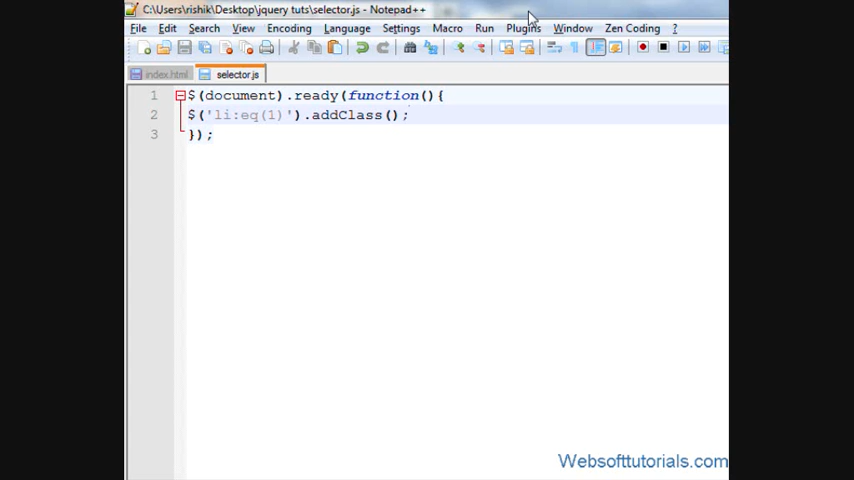 C:\Users\rishik\Desktop\jquery tuts\selector.js - Notepad++
File Edit Search View Encoding Language Settings Macro Run Plugins Window Zen Coding ?
index.html selector.js
1 $(document).ready(function(){
2 $('li:eq(1)').addClass();
3 });
Websofttutorials.com